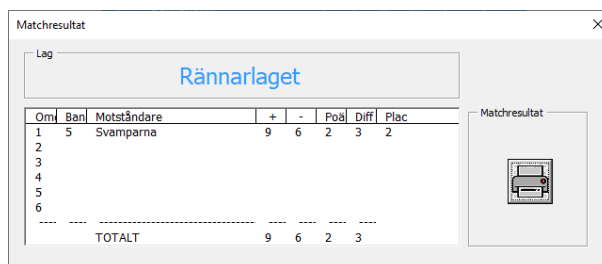 Matchresultat
Lag
Rännarlaget
Om Ban Motståndare + - Poä Diff Plac
1 5 Svamparna 9 6 2 3 2
2
3
4
5
6
---- ---- -------------------------------- ---- ---- ---- ----
TOTALT 9 6 2 3
Matchresultat